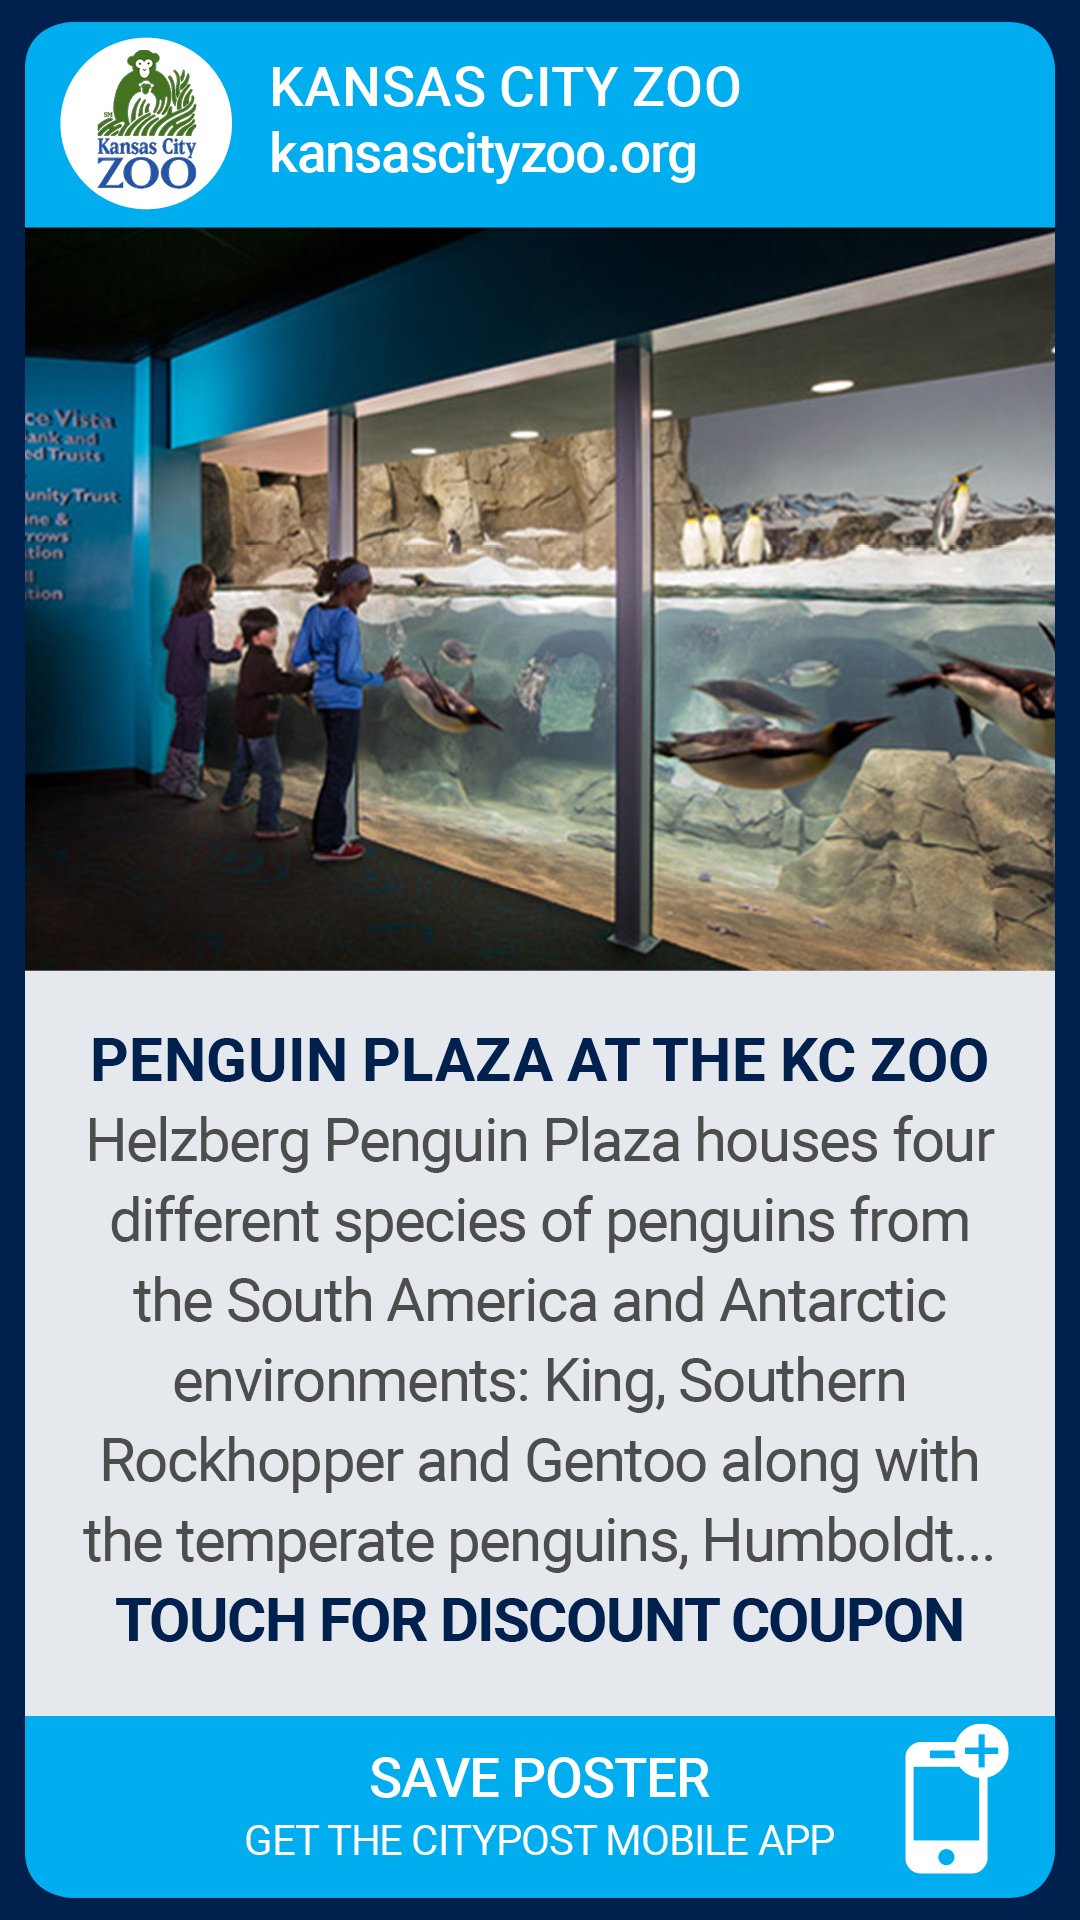 SM
Kansas City
ZOO
KANSAS CITY ZOO
kansascityzoo.org
ce Vista
ank and
ed Trusts
unity Trust
ine &
rows
tion
ll
tion
PENGUIN PLAZA AT THE KC ZOO
Helzberg Penguin Plaza houses four
different species of penguins from
the South America and Antarctic
environments: King, Southern
Rockhopper and Gentoo along with
the temperate penguins, Humboldt...
TOUCH FOR DISCOUNT COUPON
SAVE POSTER
GET THE CITYPOST MOBILE APP